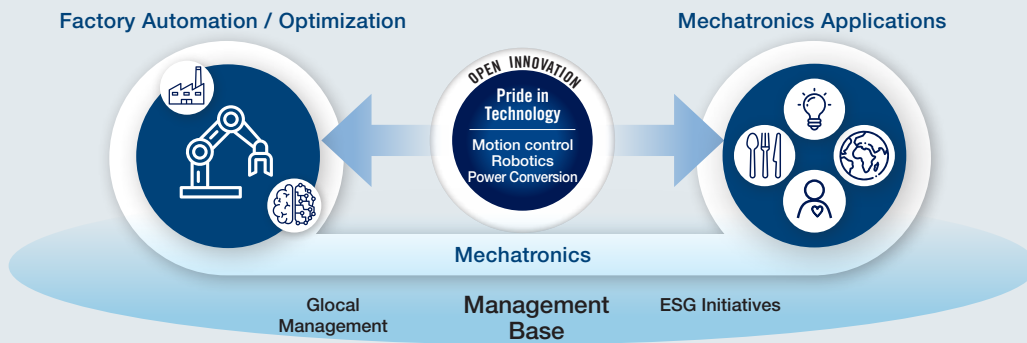 Factory Automation / Optimization
Mechatronics Applications
OPEN INNOVATION
Pride in
Technology
Motion control
Robotics
Power Conversion
Mechatronics
Glocal
Management
Management
Base
ESG Initiatives